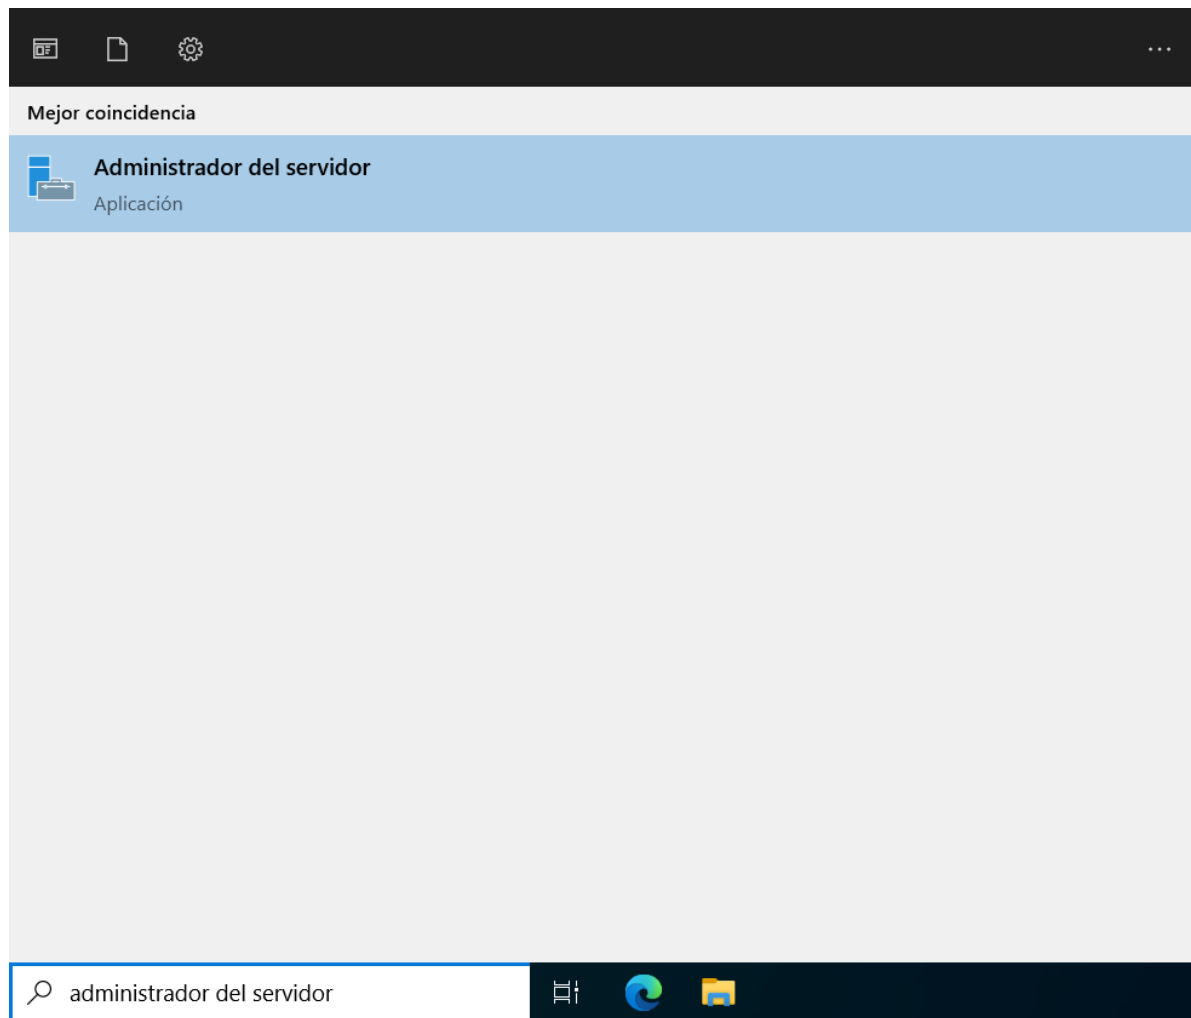 Mejor coincidencia
Administrador del servidor
Aplicación
administrador del servidor